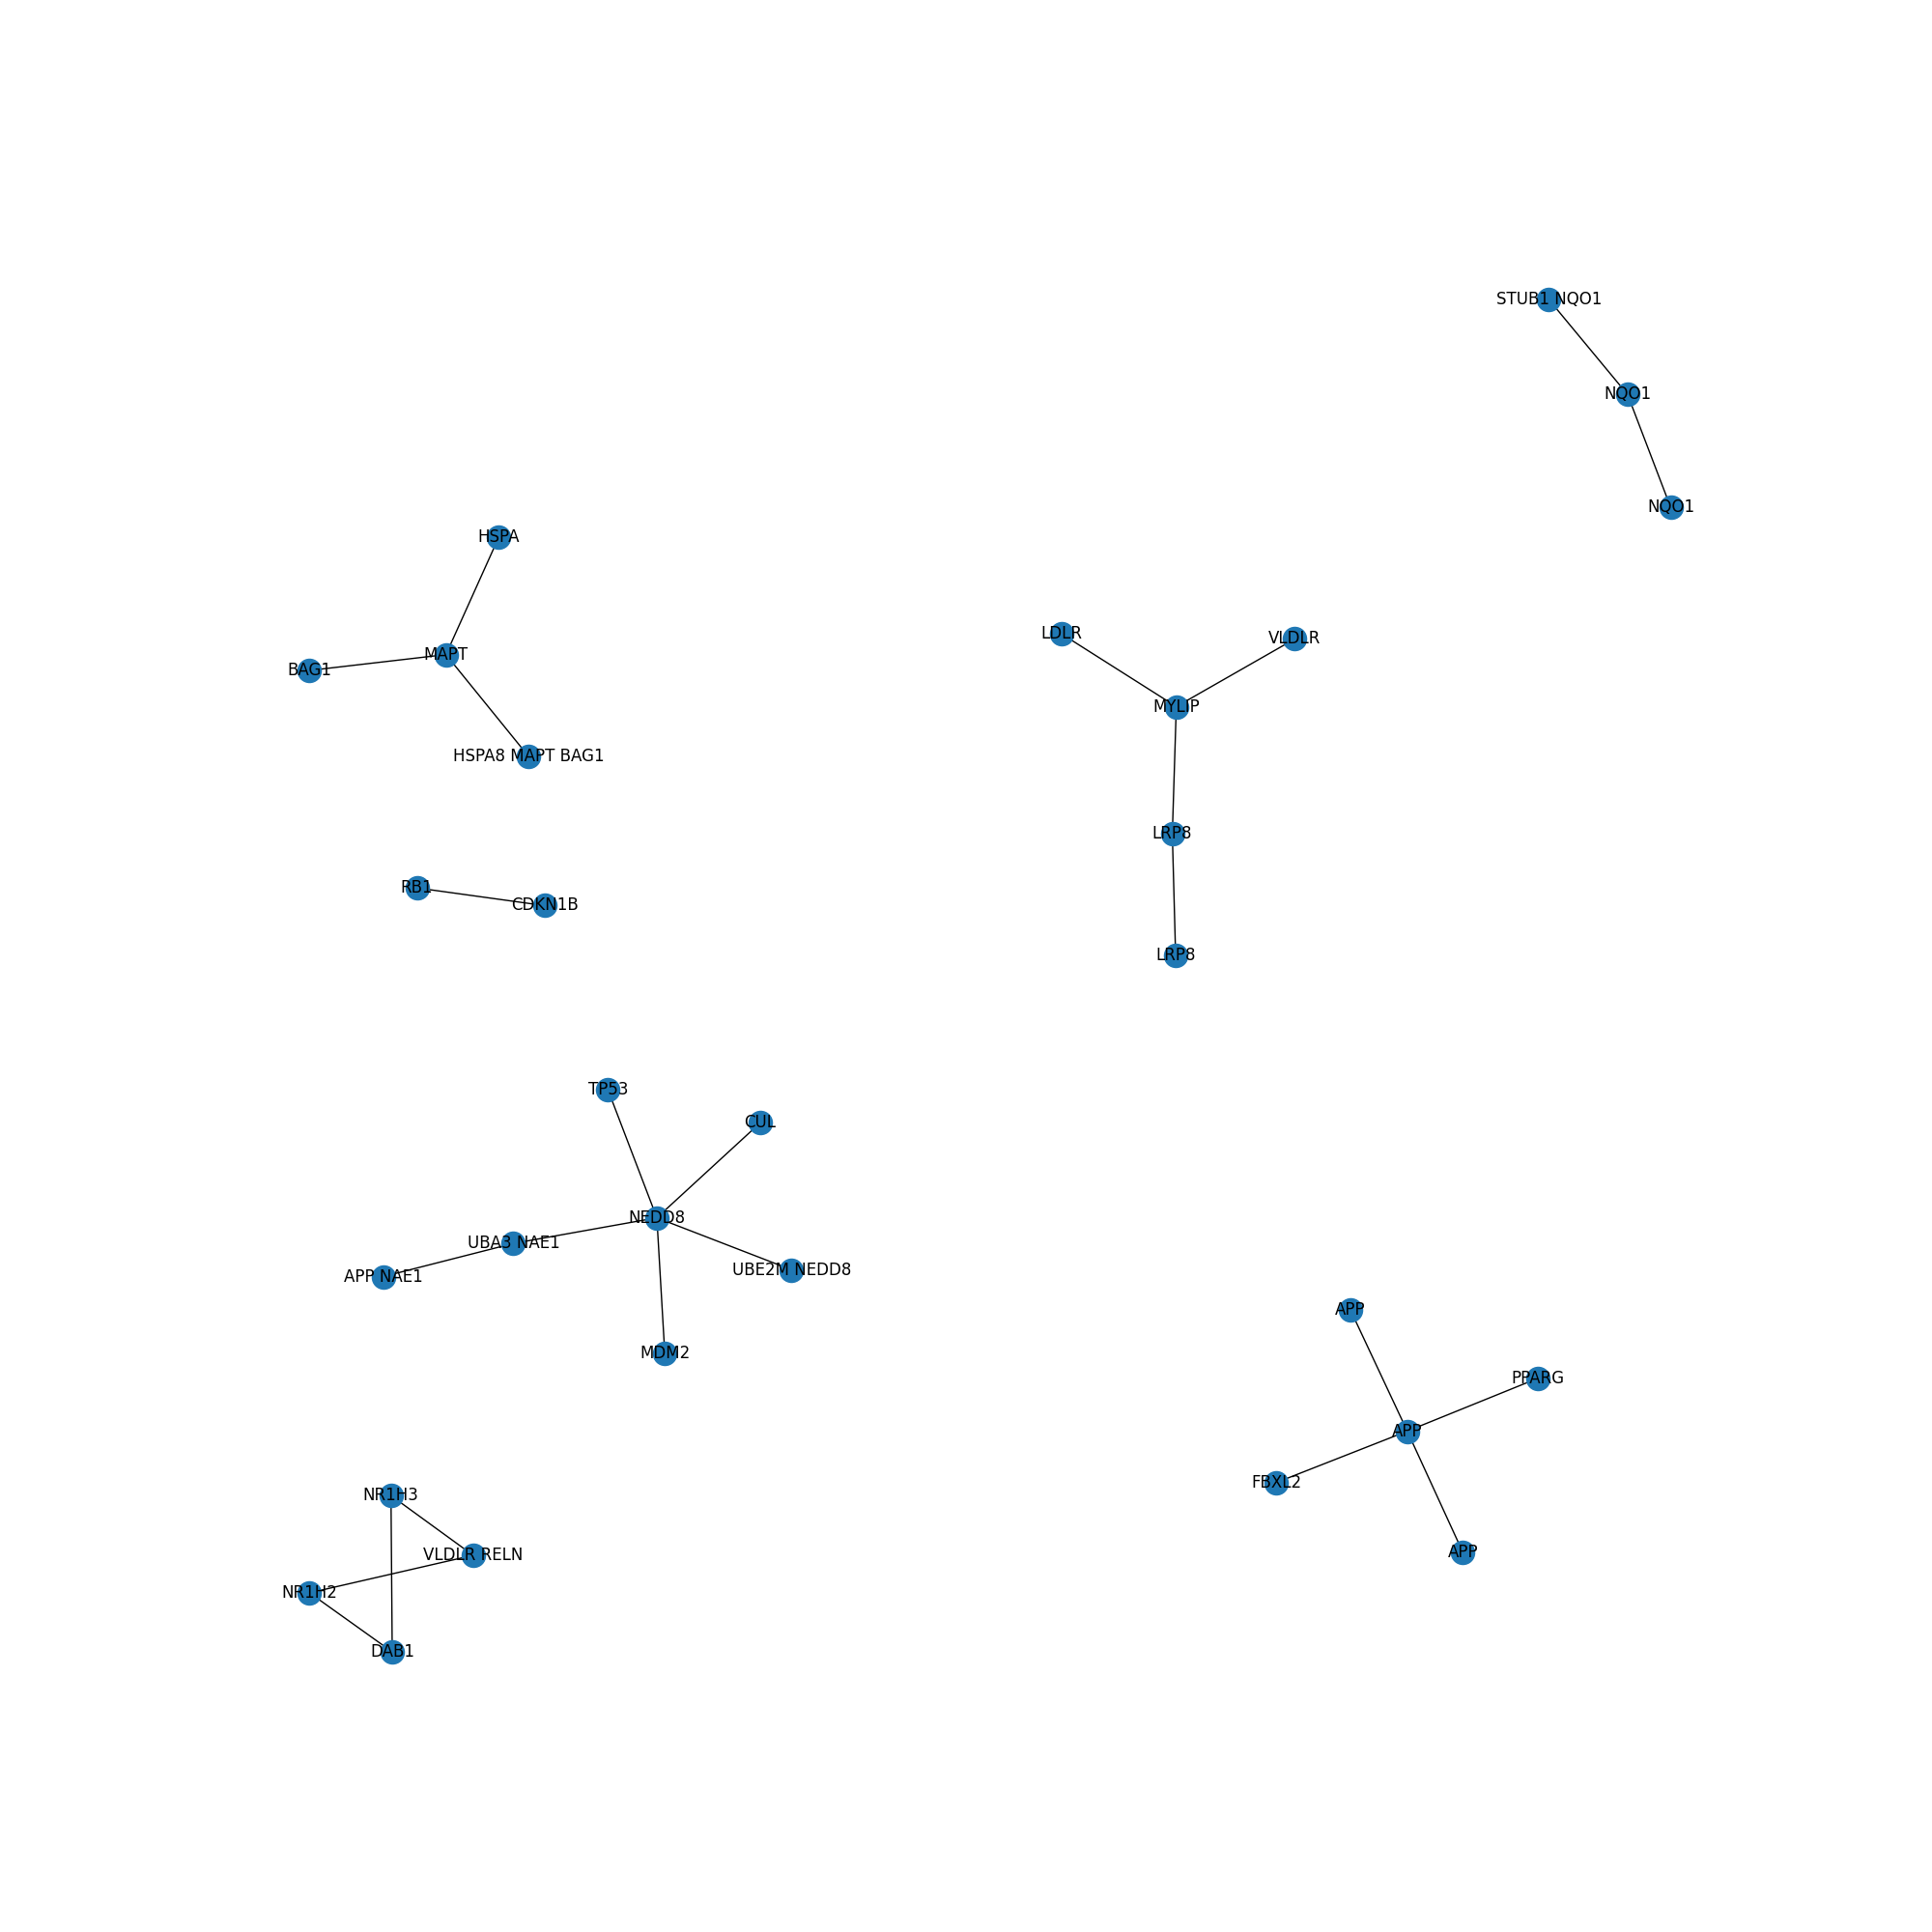 STUB1 NQO1
NQO1
NQO1
HSPA
LDLR
VLDLR
MAPT
BAG1
MYLIP
HSPA8 MAPT BAG1
LRP8
RB1
CDKN1B
LRP8
TP53
CUL
NEDD8
UBA3 NAE1
UBE2M NEDD8
APP NAE1
APP
MDM2
PPARG
APP
FBXL2
NR1H3
APP
VLDLR RELN
NR1H2
DAB1